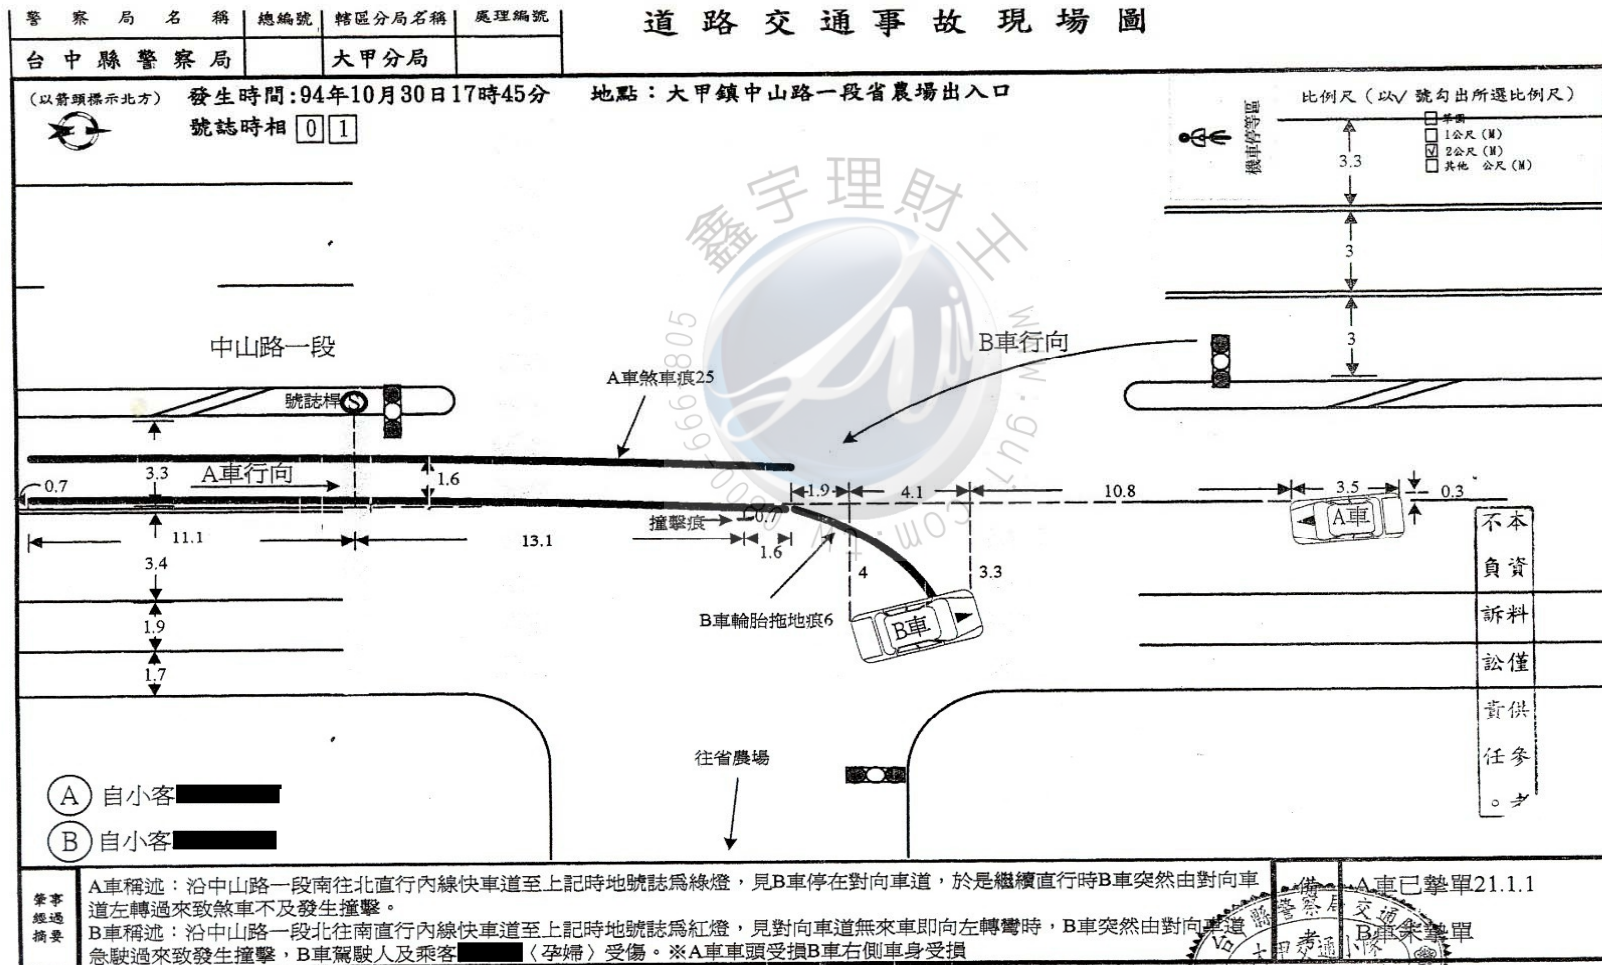 警察局名稱 總編號 轄區分局名稱 處理編號
道路交通事故現場圖
台中縣警察局 大甲分局
(以箭頭標示北方) 發生時間:94年10月30日17時45分 地點：大甲鎮中山路一段省農場出入口
號誌時相 0 1
機車停等區
比例尺（以√號勾出所選比例尺）
草圖
1公尺(M)
2公尺(M)
其他 公尺(M)
3.3
3
3
鑫宇理財王
www.gui
com.tw
中山路一段
B車行向
A車煞車痕25
號誌桿 S
A車行向
3.3
0.7
1.6
1.9
4.1
10.8
3.5
0.3
A車
撞擊痕
0.7
11.1
13.1
1.6
3.4
4
3.3
B車輪胎拖地痕6
B車
1.9
1.7
本資料僅供參考
不負訴訟責任。
往省農場
A 自小客
B 自小客
肇事經過摘要
A車稱述：沿中山路一段南往北直行內線快車道至上記時地號誌為綠燈，見B車停在對向車道，於是繼續直行時B車突然由對向車
道左轉過來致煞車不及發生撞擊。
B車稱述：沿中山路一段北往南直行內線快車道至上記時地號誌為紅燈，見對向車道無來車即向左轉彎時，B車突然由對向車道
急駛過來致發生撞擊，B車駕駛人及乘客 〈孕婦〉受傷。※A車車頭受損B車右側車身受損
備考
A車已摯單21.1.1
B車未摯單